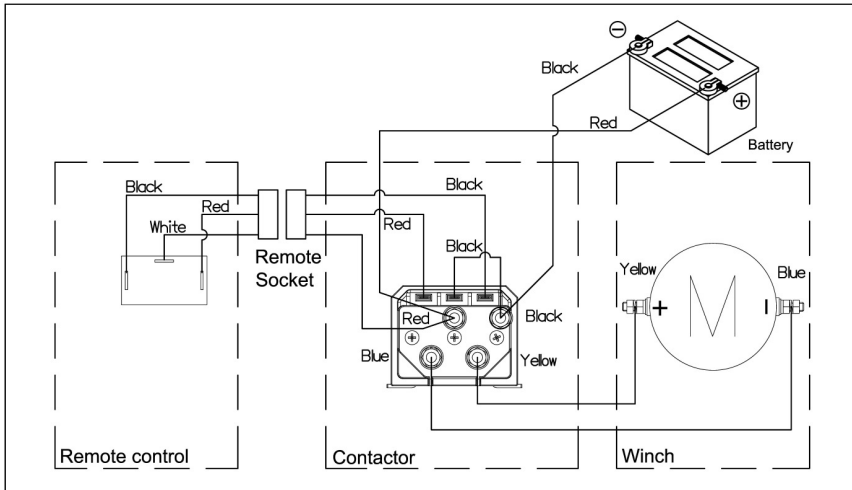 Black
Red
Battery
Black
Red
White
Remote
Socket
Black
Red
Black
Red
Black
Blue
Yellow
Yellow
Blue
M
Remote control
Contactor
Winch